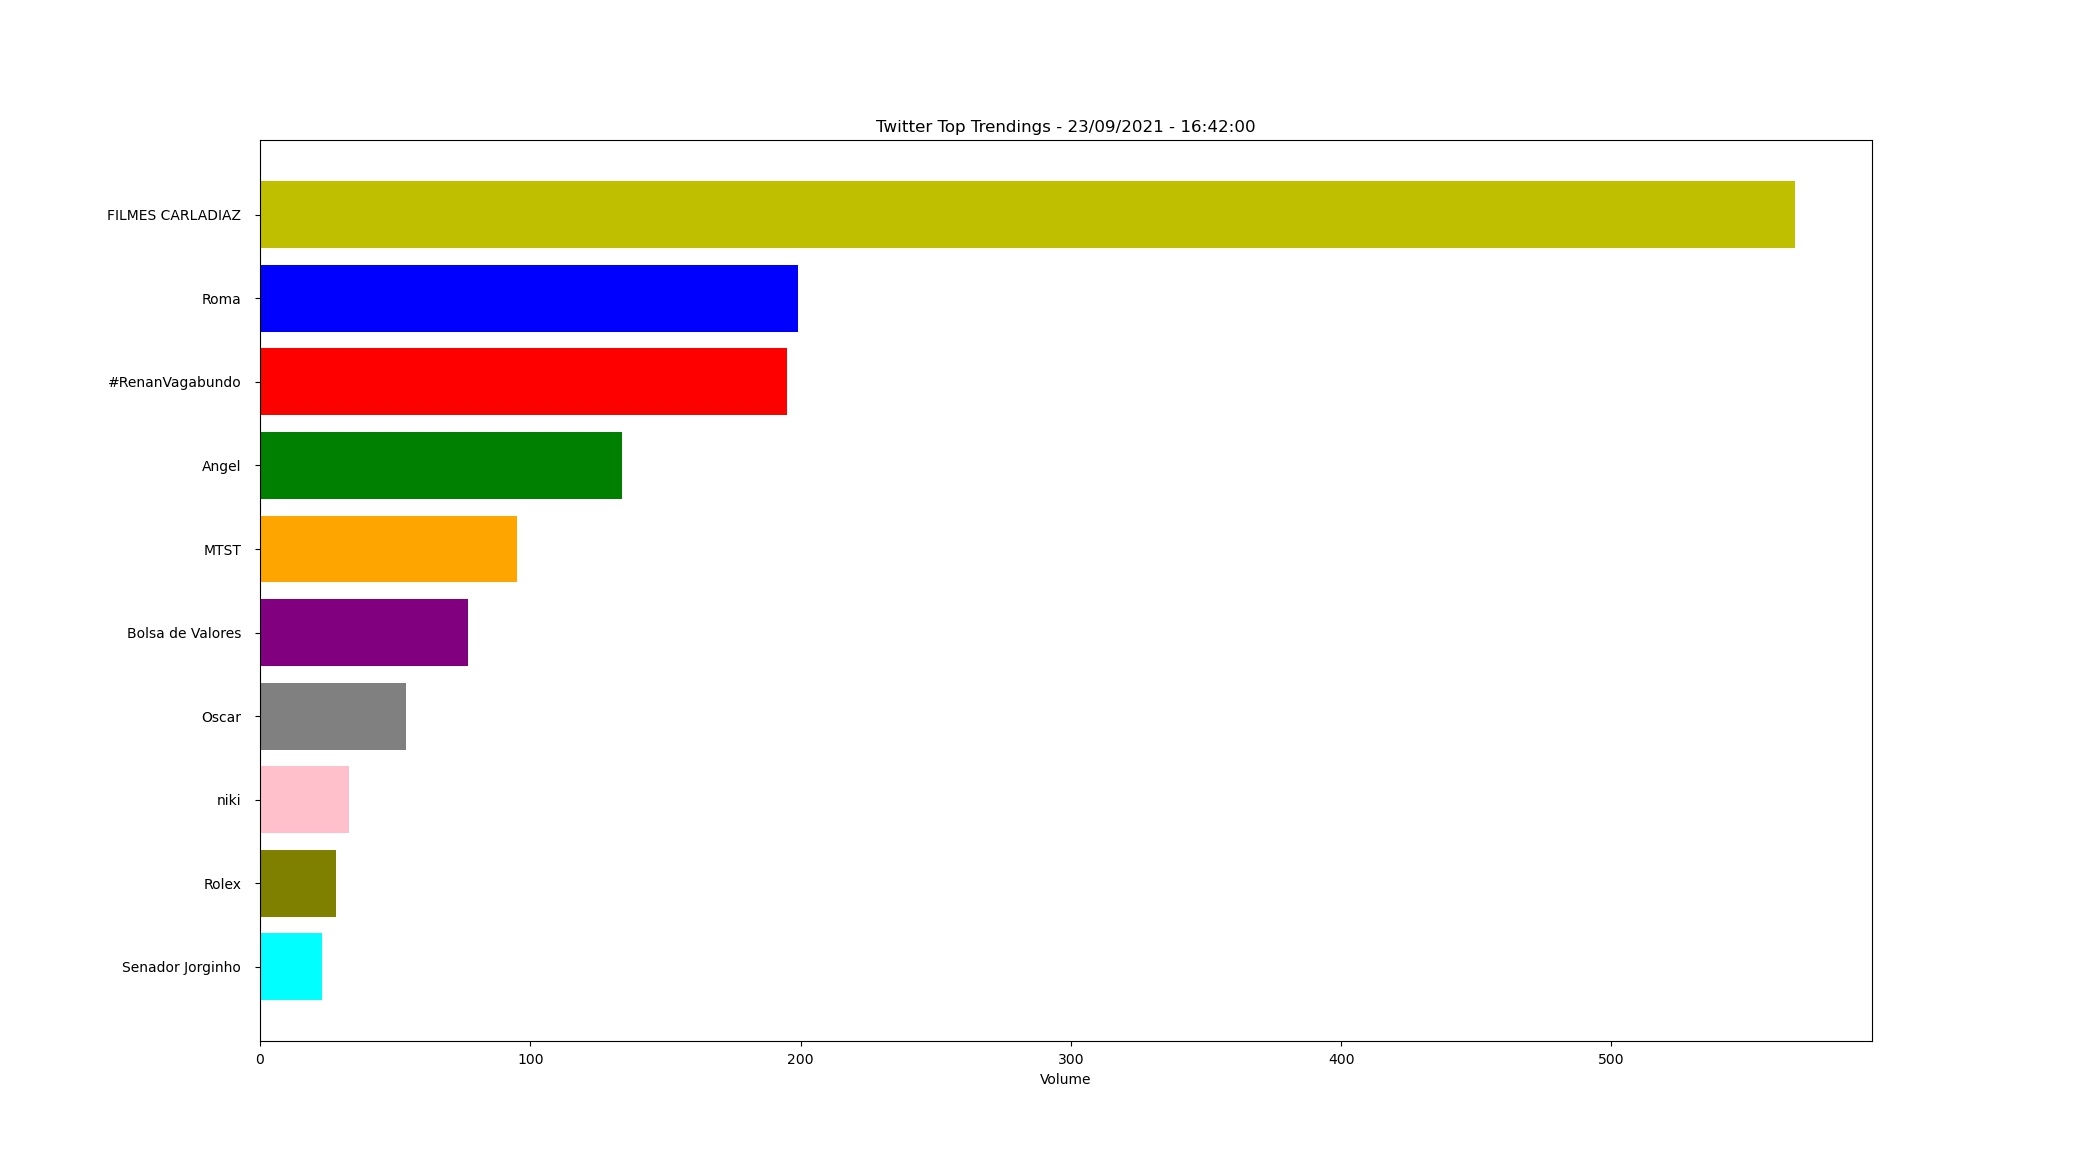 Twitter Top Trendings - 23/09/2021 - 16:42:00
FILMES CARLADIAZ
Roma
#RenanVagabundo
Angel
MTST
Bolsa de Valores
Oscar
niki
Rolex
Senador Jorginho
0 100 200 300 400 500
Volume